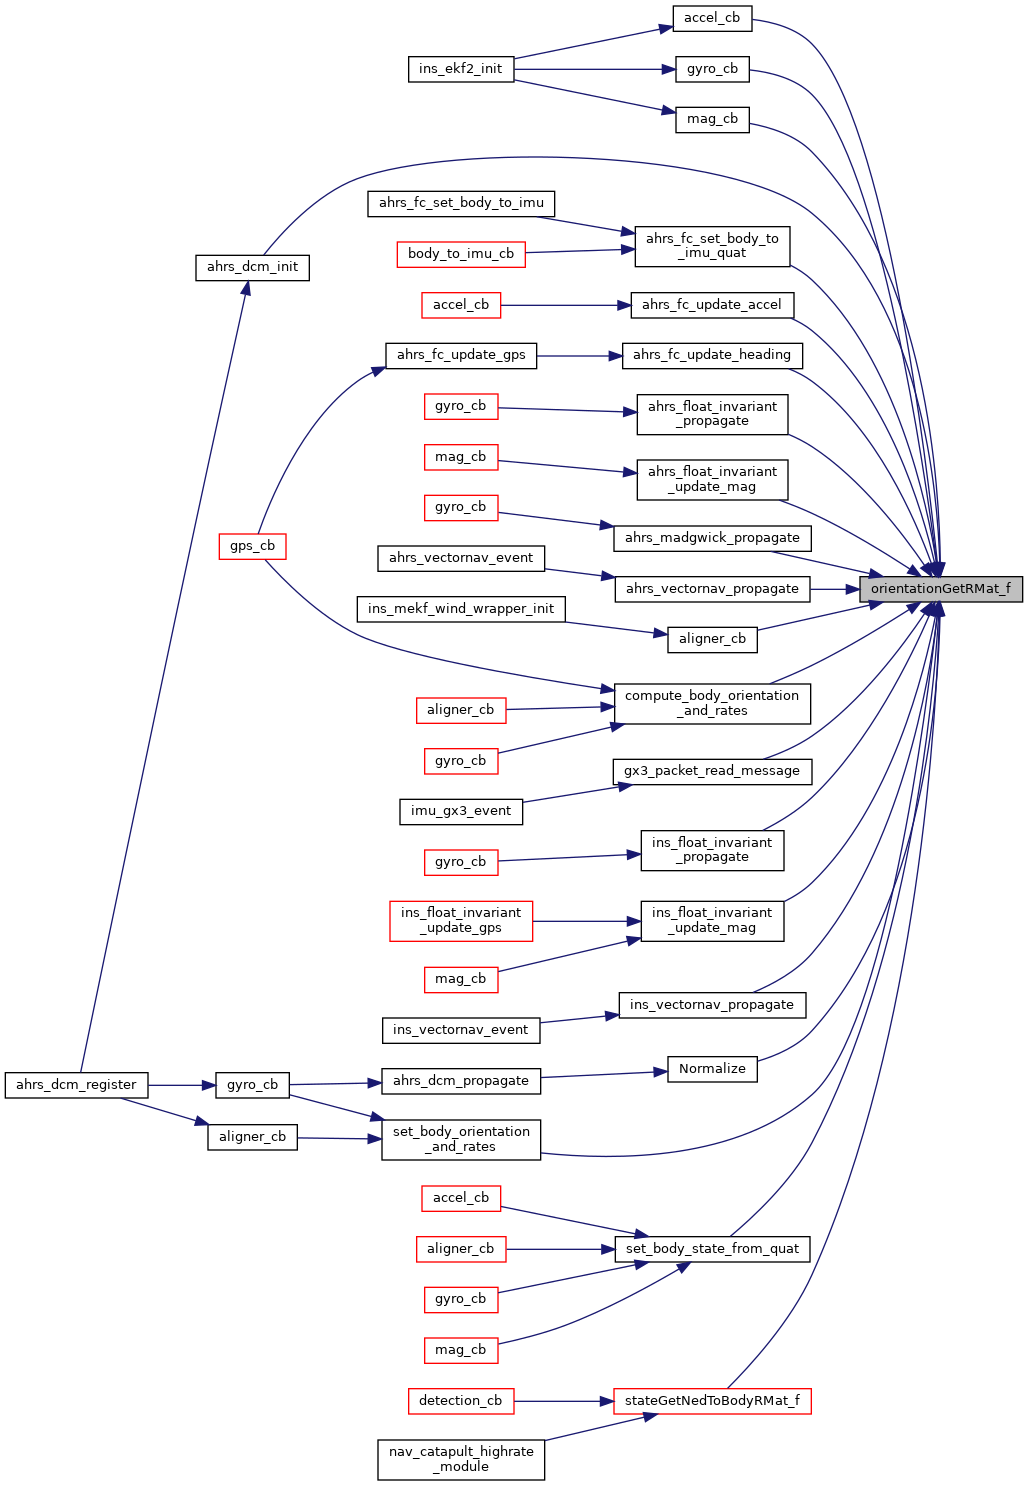 accel_cb
ins_ekf2_init
gyro_cb
mag_cb
ahrs_fc_set_body_to_imu
ahrs_fc_set_body_to
_imu_quat
body_to_imu_cb
ahrs_dcm_init
accel_cb
ahrs_fc_update_accel
ahrs_fc_update_gps
ahrs_fc_update_heading
gyro_cb
ahrs_float_invariant
_propagate
mag_cb
ahrs_float_invariant
_update_mag
gyro_cb
ahrs_madgwick_propagate
gps_cb
ahrs_vectornav_event
ahrs_vectornav_propagate
orientationGetRMat_f
ins_mekf_wind_wrapper_init
aligner_cb
compute_body_orientation
_and_rates
aligner_cb
gyro_cb
gx3_packet_read_message
imu_gx3_event
ins_float_invariant
_propagate
gyro_cb
ins_float_invariant
_update_gps
ins_float_invariant
_update_mag
mag_cb
ins_vectornav_propagate
ins_vectornav_event
Normalize
ahrs_dcm_register
gyro_cb
ahrs_dcm_propagate
aligner_cb
set_body_orientation
_and_rates
accel_cb
aligner_cb
set_body_state_from_quat
gyro_cb
mag_cb
detection_cb
stateGetNedToBodyRMat_f
nav_catapult_highrate
_module